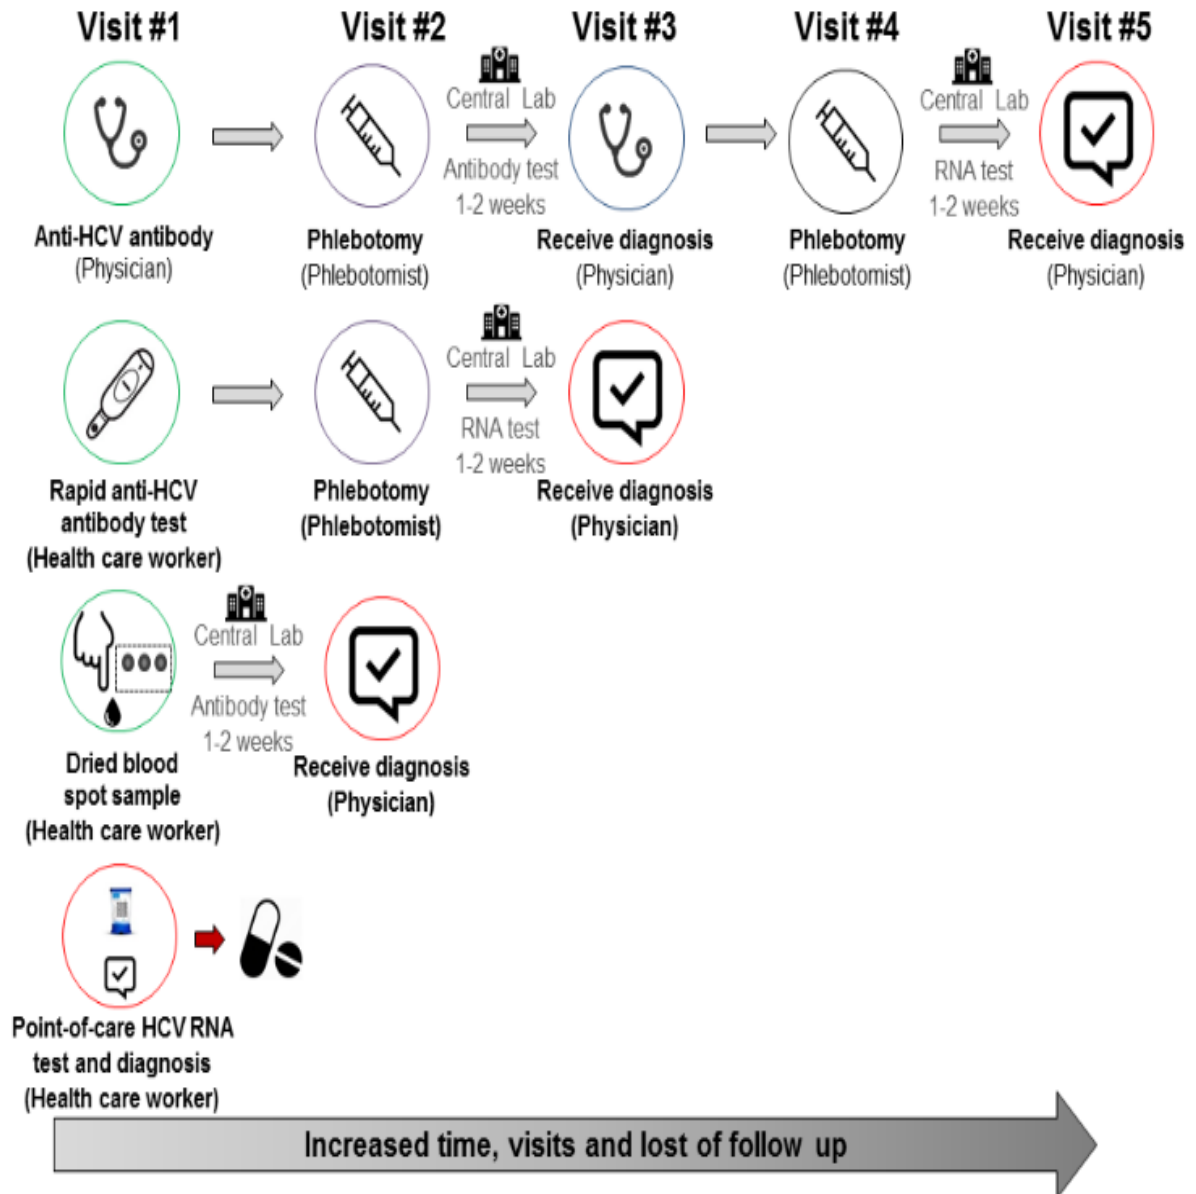 Visit #1
Visit #2
Visit #3
Visit #4
Visit #5
Central Lab
Antibody test
1-2 weeks
Central Lab
RNA test
1-2 weeks
Anti-HCV antibody
(Physician)
Phlebotomy
(Phlebotomist)
Receive diagnosis
(Physician)
Phlebotomy
(Phlebotomist)
Receive diagnosis
(Physician)
Central Lab
RNA test
1-2 weeks
Rapid anti-HCV
antibody test
(Health care worker)
Phlebotomy
(Phlebotomist)
Receive diagnosis
(Physician)
Central Lab
Antibody test
1-2 weeks
Dried blood
spot sample
(Health care worker)
Receive diagnosis
(Physician)
Point-of-care HCV RNA
test and diagnosis
(Health care worker)
Increased time, visits and lost of follow up